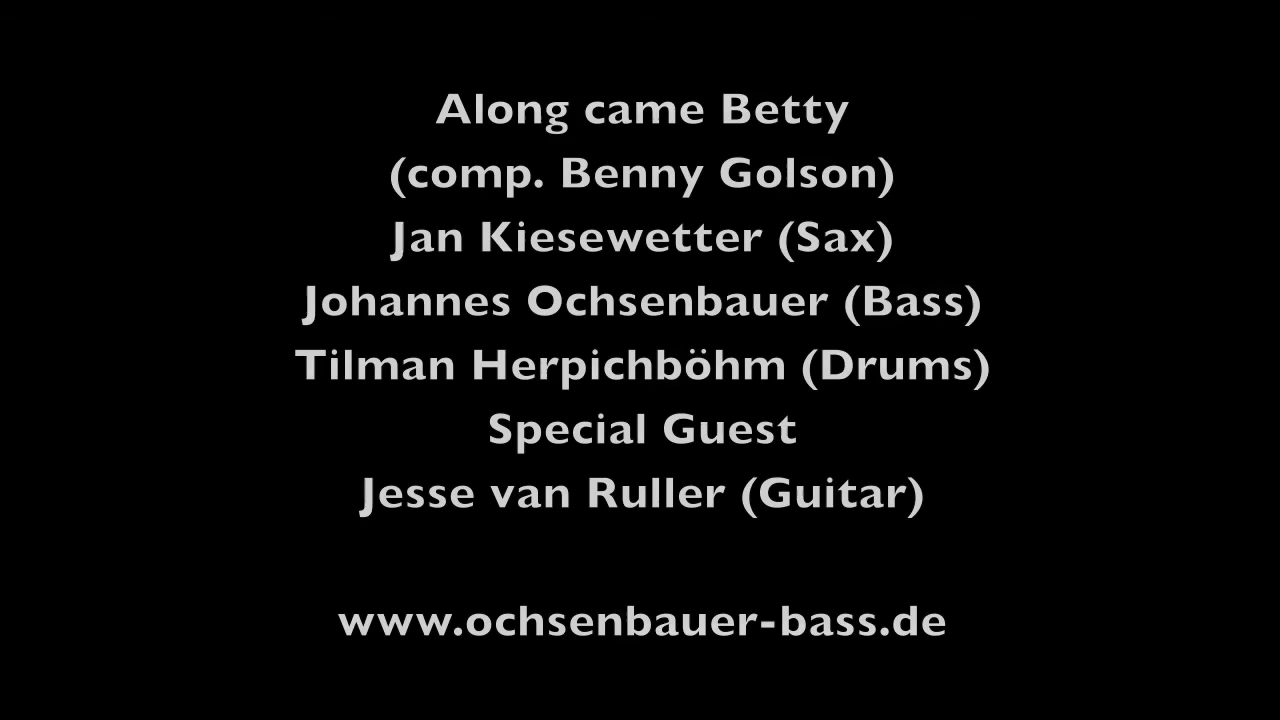 Along came Betty
(comp. Benny Golson)
Jan Kiesewetter (Sax)
Johannes Ochsenbauer (Bass)
Tilman Herpichböhm (Drums)
Special Guest
Jesse van Ruller (Guitar)
www.ochsenbauer-bass.de